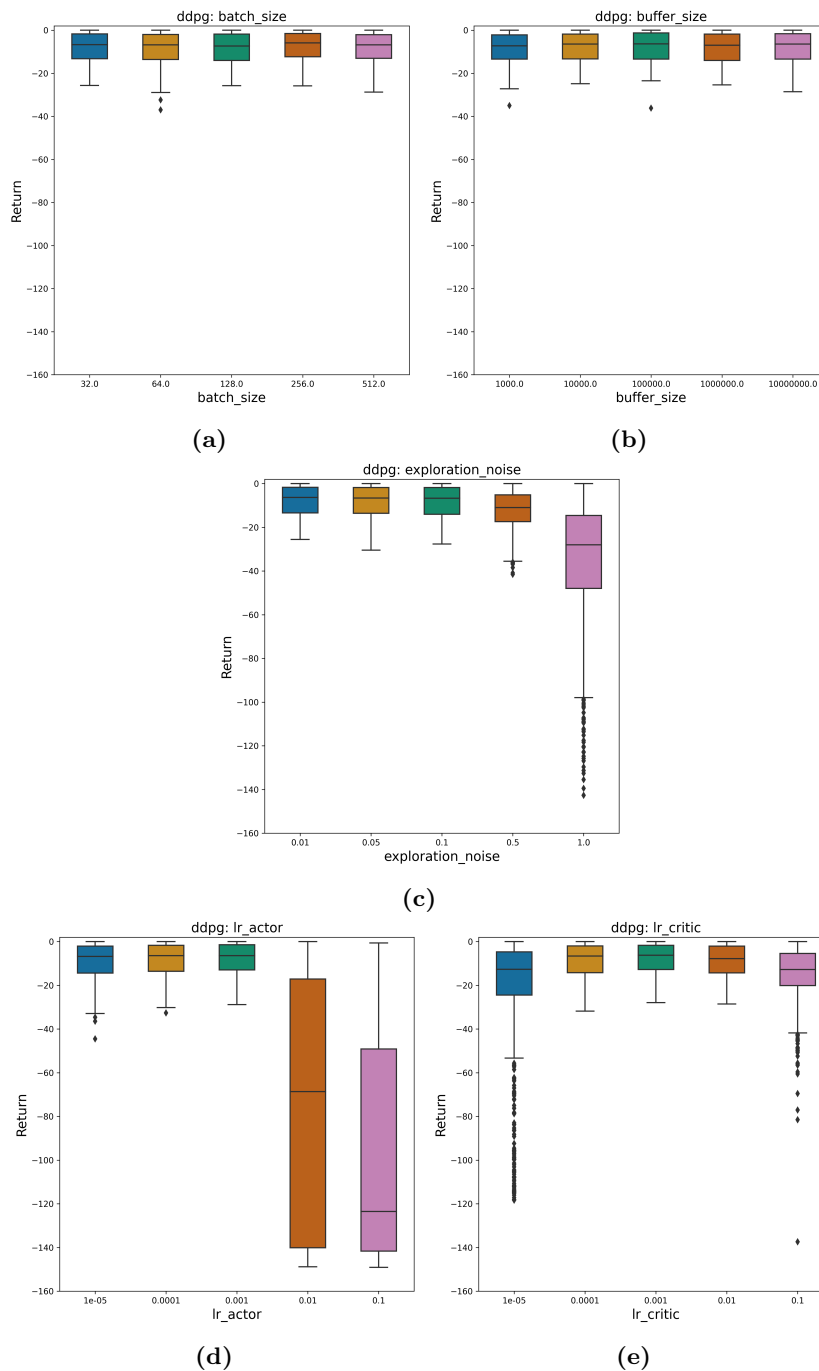 ddpg: batch_size
0
−20
−40
−60
−80
−100
−120
−140
−160
Return
32.0 64.0 128.0 256.0 512.0
batch_size
(a)
ddpg: buffer_size
0
−20
−40
−60
−80
−100
−120
−140
−160
Return
1000.0 10000.0 100000.0 1000000.0 10000000.0
buffer_size
(b)
ddpg: exploration_noise
0
−20
−40
−60
−80
−100
−120
−140
−160
Return
0.01 0.05 0.1 0.5 1.0
exploration_noise
(c)
ddpg: lr_actor
0
−20
−40
−60
−80
−100
−120
−140
−160
Return
1e-05 0.0001 0.001 0.01 0.1
lr_actor
(d)
ddpg: lr_critic
0
−20
−40
−60
−80
−100
−120
−140
−160
Return
1e-05 0.0001 0.001 0.01 0.1
lr_critic
(e)